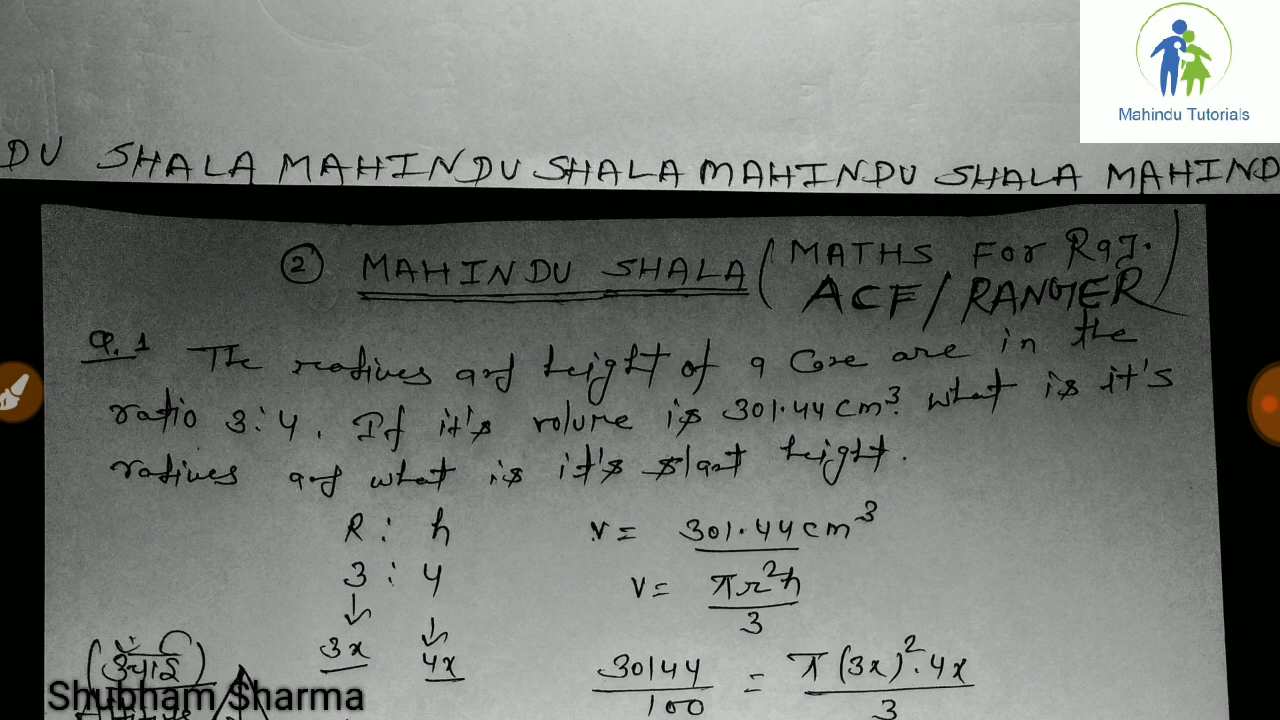 Mahindu Tutorials
DU SHALA MAHINDU SHALA MAHINDU SHALA MAHIND
② MAHINDU SHALA (MATHS For Raj.
ACF/RANGER)
Q.1 The radius and height of a Cone are in the
ratio 3:4. If it's volume is 301.44 cm³. what is it's
radius and what is it's slant height.
R : h V = 301.44 cm³
3 : 4 V = πr²h/3
3x 4x 30144/100 = π(3x)².4x/3
(ऊंचाई)
Shubham Sharma